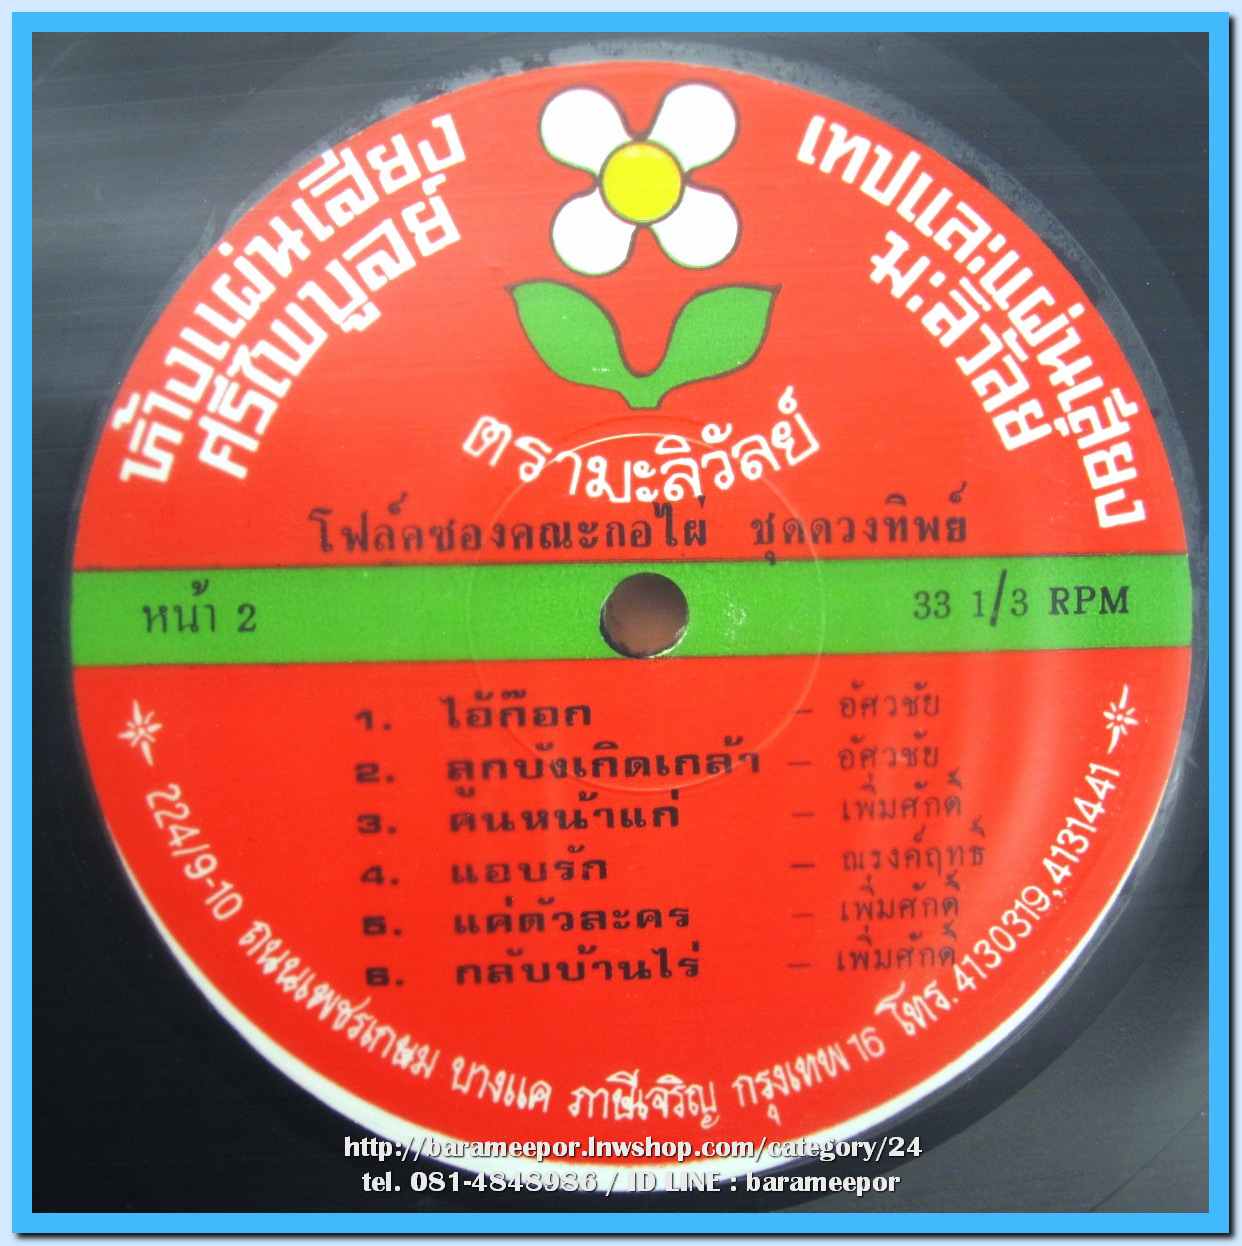 ห้างแผ่นเสียง
ศรีไพบูลย์
เทปและแผ่นเสียง
มะลิวัลย์
ตรามะลิวัลย์
โฟล์คซองคณะกอไผ่ ชุดดวงทิพย์
หน้า 2
33 1/3 RPM
1. ไอ้ก๊อก – อัศวชัย
2. ลูกบังเกิดเกล้า – อัศวชัย
3. คนหน้าแก่ – เพิ่มศักดิ์
4. แอบรัก – ณรงค์ฤทธิ์
5. แค่ตัวละคร – เพิ่มศักดิ์
6. กลับบ้านไร่ – เพิ่มศักดิ์
224/9-10 ถนนเพชรเกษม บางแค ภาษีเจริญ กรุงเทพ 16 โทร. 4130319, 4131441
http://barameepor.lnwshop.com/category/24
tel. 081-4848986 / ID LINE : barameepor